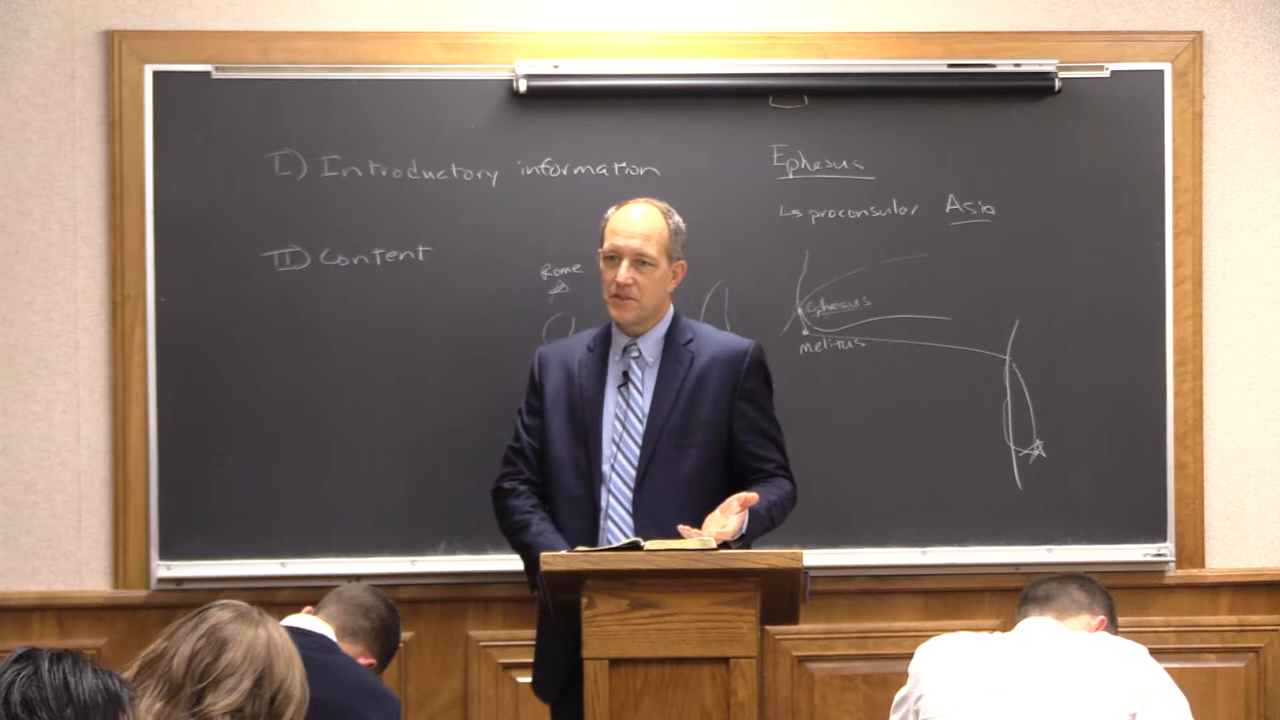 I) Introductory information
II) Content
Rome
Ephesus
↳ proconsular Asia
Ephesus
melitus